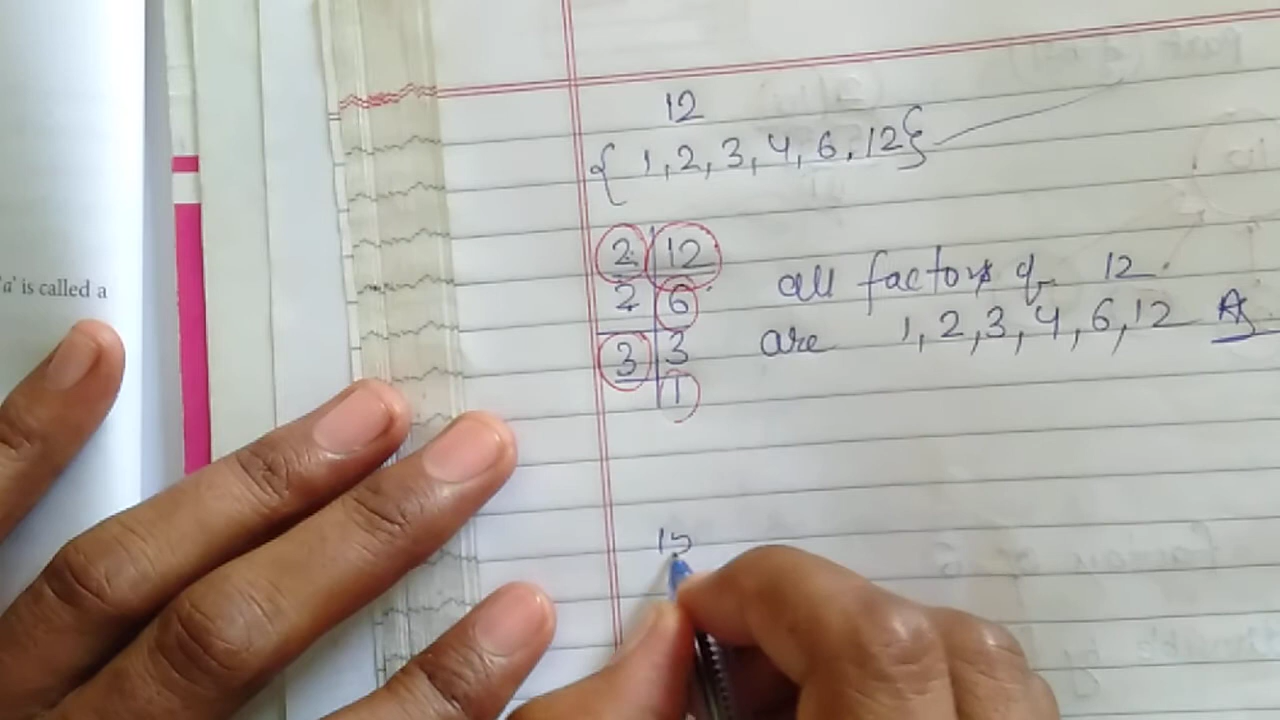 'a' is called a
12
{ 1, 2, 3, 4, 6, 12}
2 12
2 6
3 3
1
all factors of 12.
are 1, 2, 3, 4, 6, 12
15